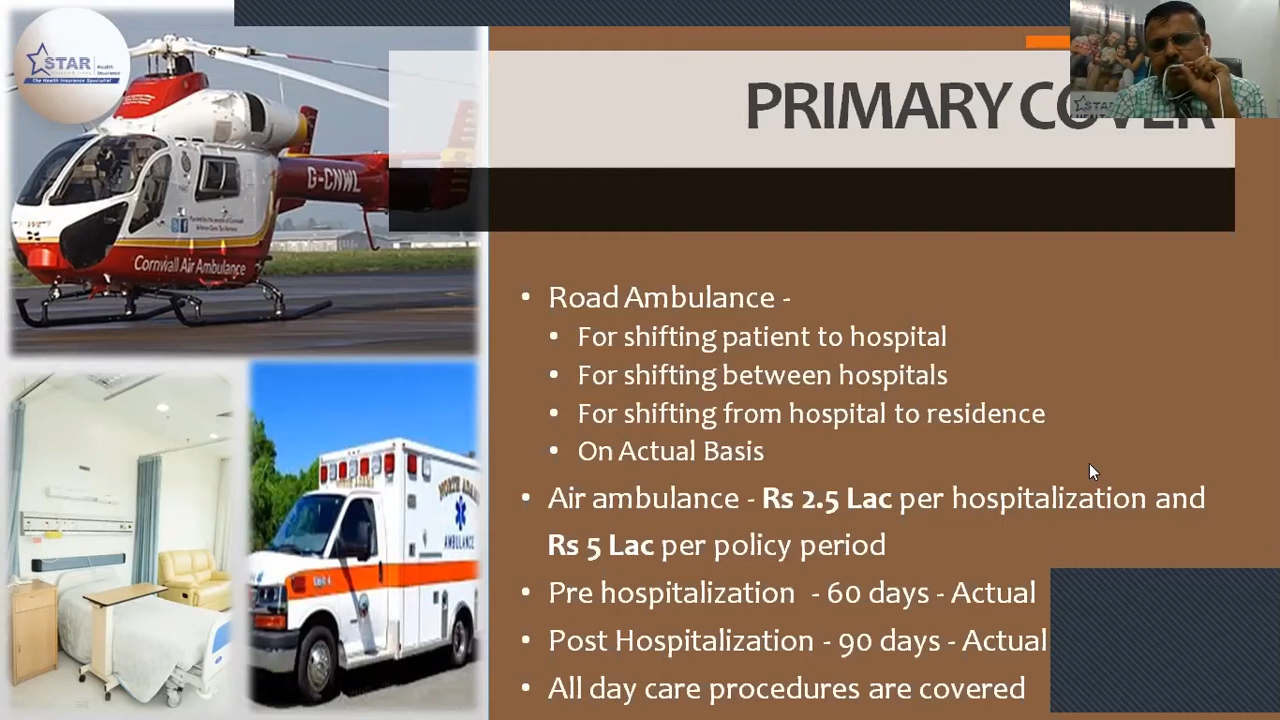 STAR
Health
Insurance
The Health Insurance Specialist
PRIMARY COVER
STAR
HEALT
G-CNWL
Cornwall Air Ambulance
• Road Ambulance -
• For shifting patient to hospital
• For shifting between hospitals
• For shifting from hospital to residence
• On Actual Basis
• Air ambulance - Rs 2.5 Lac per hospitalization and
Rs 5 Lac per policy period
• Pre hospitalization - 60 days - Actual
• Post Hospitalization - 90 days - Actual
• All day care procedures are covered
AMBULANCE